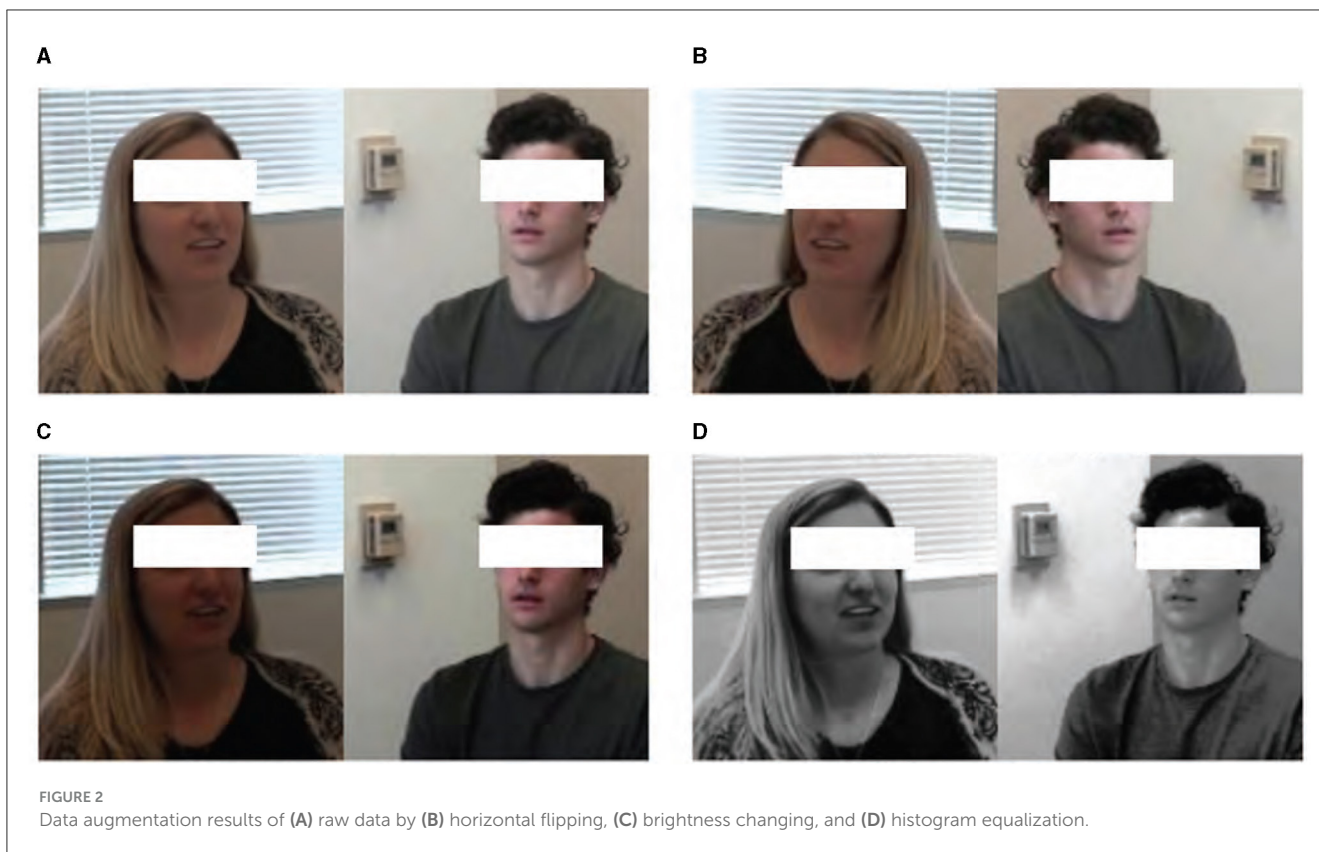 A
B
C
D
FIGURE 2
Data augmentation results of (A) raw data by (B) horizontal flipping, (C) brightness changing, and (D) histogram equalization.